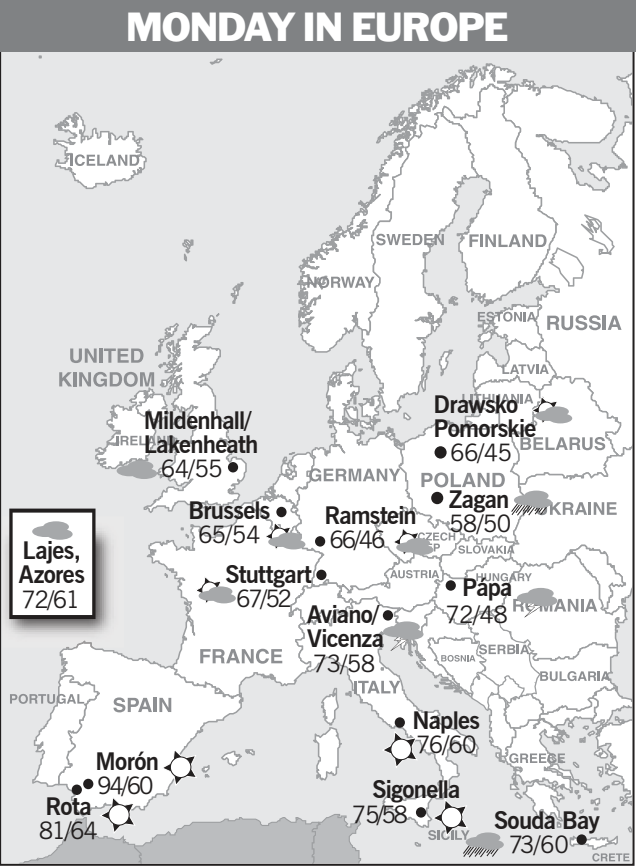 MONDAY IN EUROPE
ICELAND
SWEDEN
FINLAND
NORWAY
ESTONIA
RUSSIA
LATVIA
LITHUANIA
UNITED
KINGDOM
IRELAND
Mildenhall/
Lakenheath
64/55
Drawsko
Pomorskie
66/45
BELARUS
GERMANY
POLAND
Zagan
58/50
UKRAINE
Brussels
65/54
Ramstein
66/46
CZECH
SLOVAKIA
Lajes,
Azores
72/61
Stuttgart
67/52
AUSTRIA
HUNGARY
Pápa
72/48
ROMANIA
Aviano/
Vicenza
73/58
FRANCE
BOSNIA
SERBIA
BULGARIA
ITALY
PORTUGAL
SPAIN
Naples
76/60
GREECE
Morón
94/60
Rota
81/64
Sigonella
75/58
SICILY
Souda Bay
73/60
CRETE